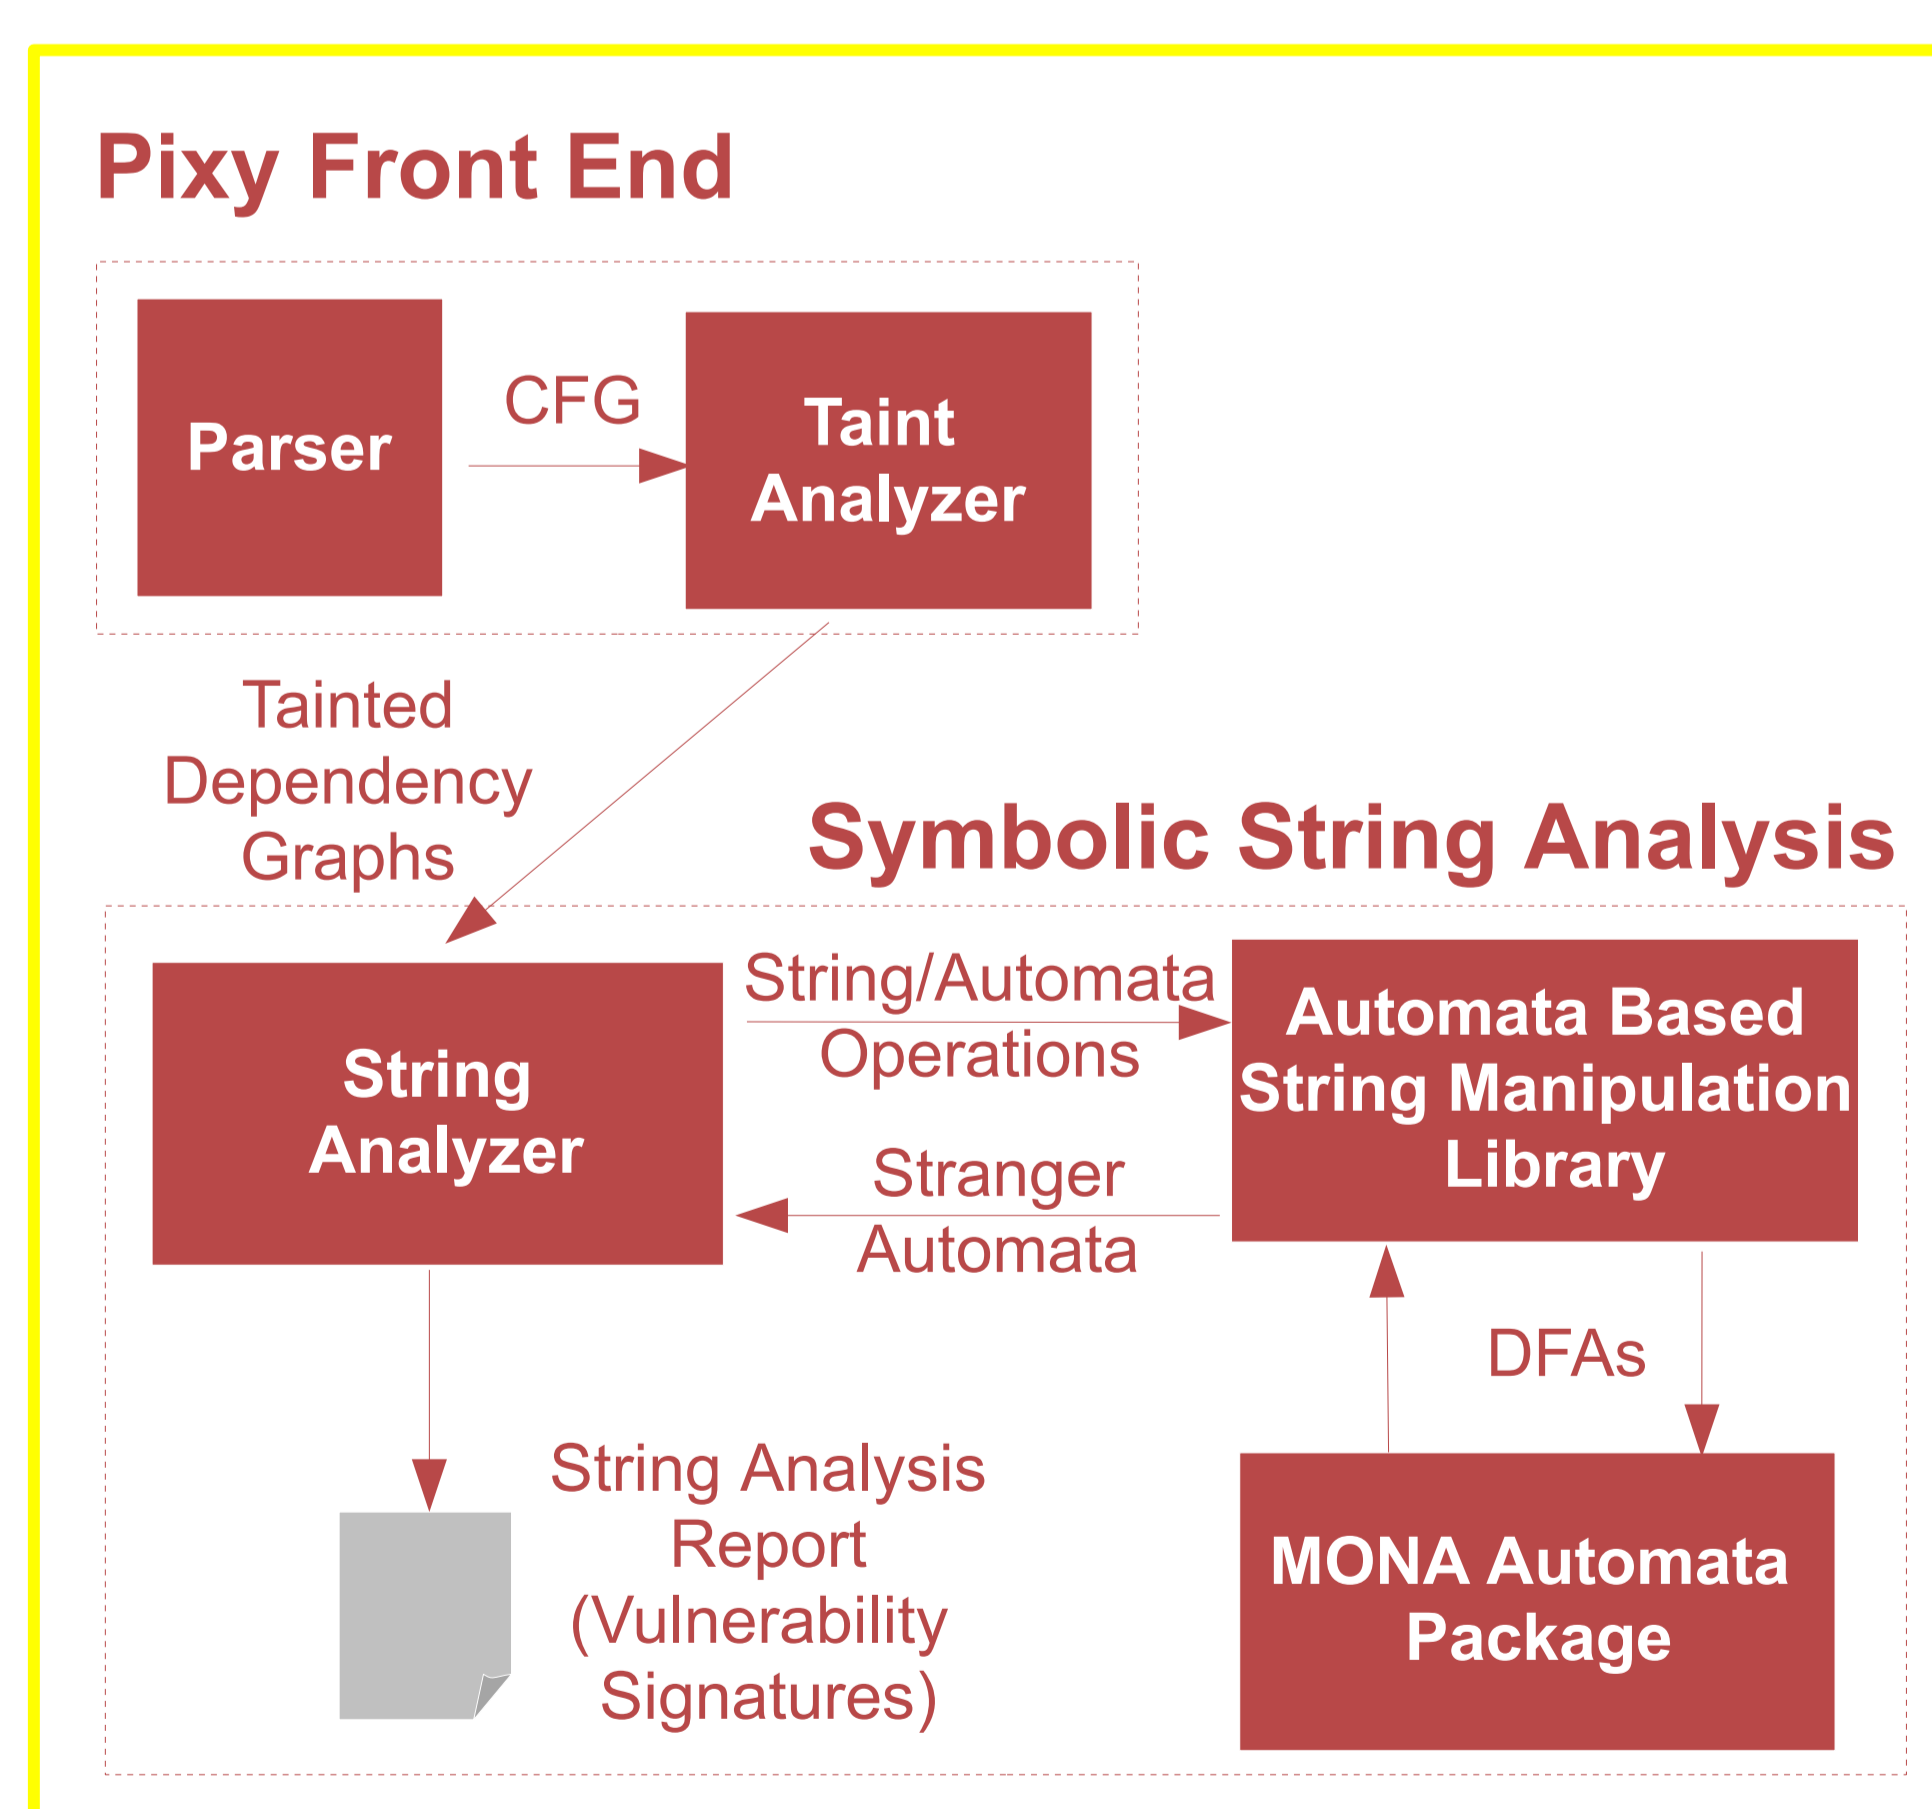 Pixy Front End
Parser
CFG
Taint
Analyzer
Tainted
Dependency
Graphs
Symbolic String Analysis
String
Analyzer
String/Automata
Operations
Stranger
Automata
Automata Based
String Manipulation
Library
DFAs
String Analysis
Report
(Vulnerability
Signatures)
MONA Automata
Package